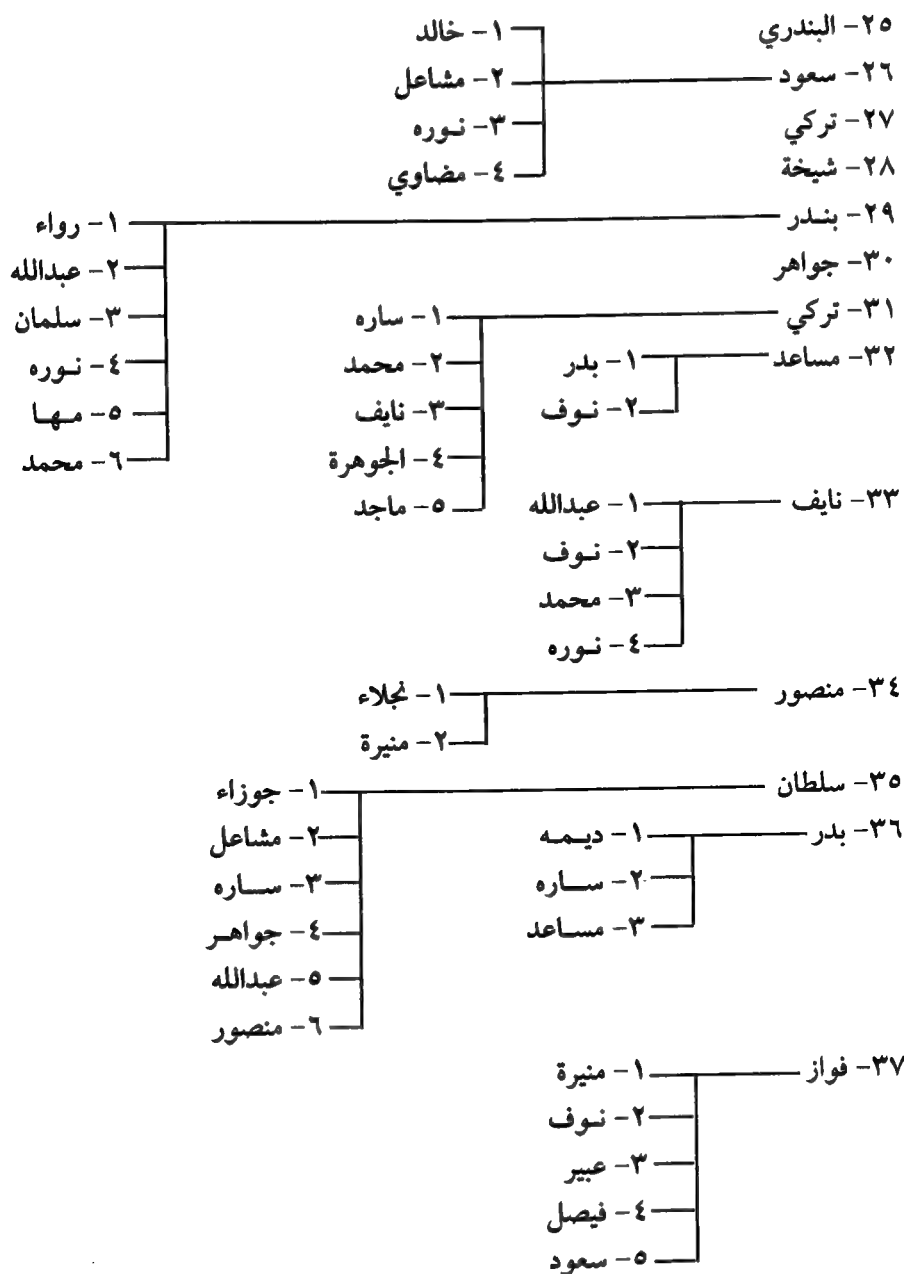 ٢٥- البندري
٢٦- سعود
٢٧- تركي
٢٨- شيخة
١- خالد
٢- مشاعل
٣- نوره
٤- مضاوي
٢٩- بندر
١- رواء
٢- عبدالله
٣- سلمان
٤- نوره
٥- مها
٦- محمد
٣٠- جواهر
٣١- تركي
١- ساره
٢- محمد
٣- نايف
٤- الجوهرة
٥- ماجد
٣٢- مساعد
١- بدر
٢- نوف
٣٣- نايف
١- عبدالله
٢- نوف
٣- محمد
٤- نوره
٣٤- منصور
١- نجلاء
٢- منيرة
٣٥- سلطان
١- جوزاء
٢- مشاعل
٣- ساره
٤- جواهر
٥- عبدالله
٦- منصور
٣٦- بدر
١- ديمه
٢- ساره
٣- مساعد
٣٧- فواز
١- منيرة
٢- نوف
٣- عبير
٤- فيصل
٥- سعود